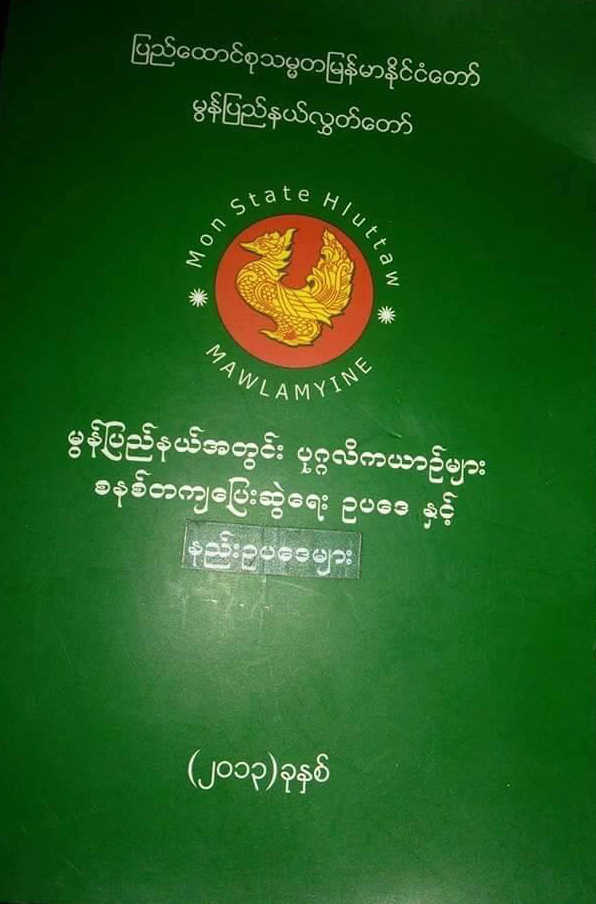 ပြည်ထောင်စုသမ္မတမြန်မာနိုင်ငံတော်
မွန်ပြည်နယ်လွှတ်တော်
Mon State Hluttaw
MAWLAMYINE
မွန်ပြည်နယ်အတွင်း ပုဂ္ဂလိကယာဉ်များ
စနစ်တကျပြေးဆွဲရေး ဥပဒေ နှင့်
နည်းဥပဒေများ
(၂၀၁၃)ခုနှစ်